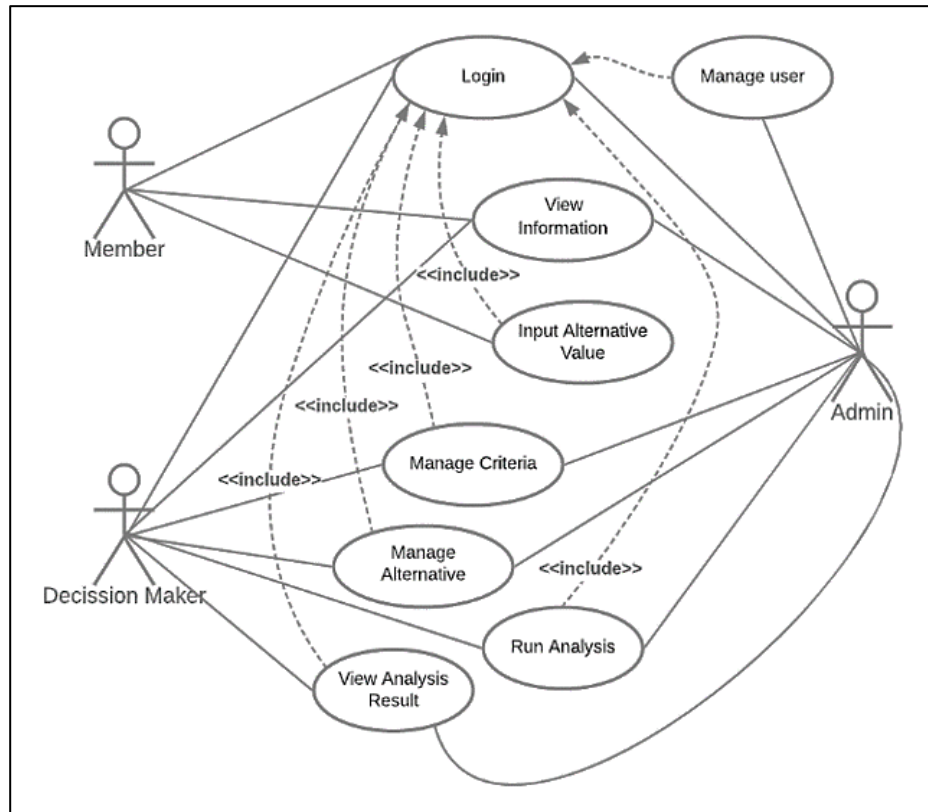 Login
Manage user
Member
View
Information
<<include>>
Input Alternative
Value
Admin
<<include>>
<<include>>
Manage Criteria
<<include>>
Manage
Alternative
<<include>>
Decission Maker
Run Analysis
View Analysis
Result